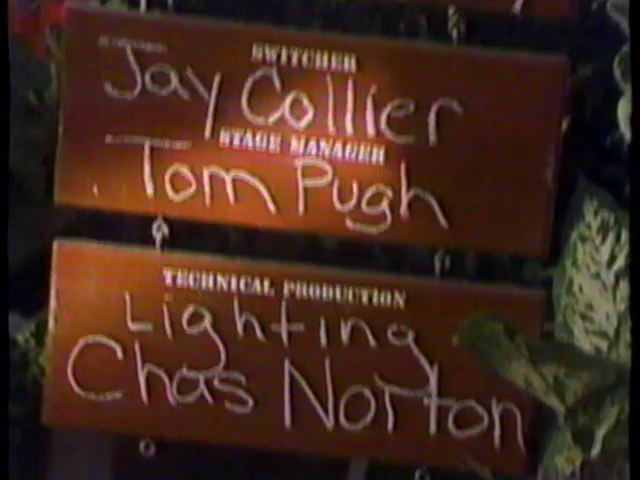 SWITCHER
Jay Collier
STAGE MANAGER
Tom Pugh
TECHNICAL PRODUCTION
Lighting
Chas Norton